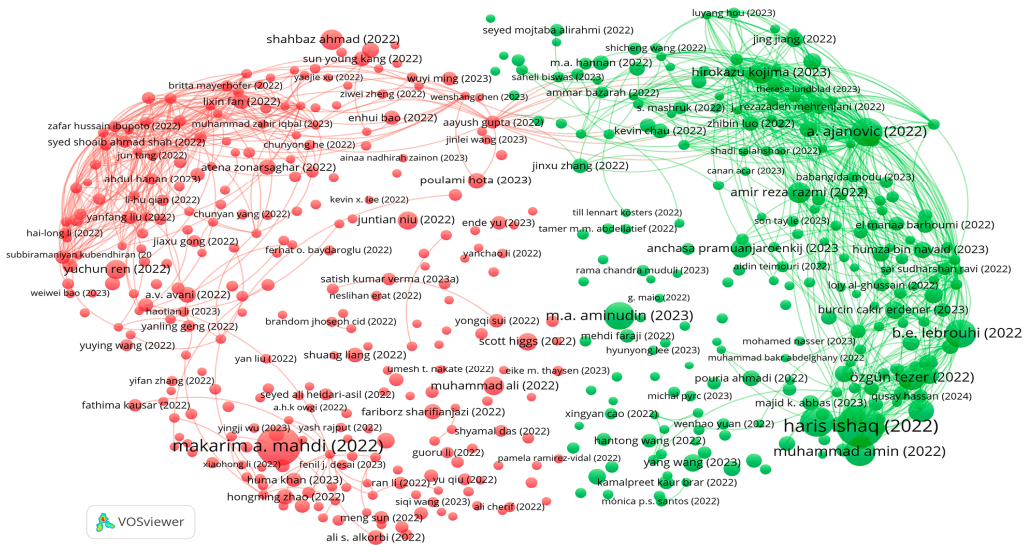 luyang hou (2023)
seyed mojtaba alirahmi (2022)
shahbaz ahmad (2022)
jing jiang (2022)
shicheng wang (2022)
sun young kang (2022)
m.a. hannan (2022)
hirokazu kojima (2023)
yaejie xu (2022)
wuyi ming (2023)
saheli biswas (2023)
britta mayerhöfer (2022)
therese lundblad (2023)
ziwei zheng (2022)
wenshang chen (2023)
ammar bazarah (2022)
lixin fan (2022)
s. mashruk (2022)
j. rezazadeh mehrenjani (2022)
enhui bao (2022)
aayush gupta (2022)
zafar hussain ibupoto (2022)
muhammad zahir iqbal (2023)
kevin chau (2022)
zhibin luo (2022)
a. ajanovic (2022)
syed shoaib ahmad shah (2022)
chunyong he (2022)
jinlei wang (2023)
shadi salahshoor (2022)
jun tang (2022)
ainaa nadhirah zainon (2023)
atena zonarsaghar (2022)
jinxu zhang (2022)
canan acar (2023)
abdul hanan (2023)
poulami hota (2023)
babangida modu (2023)
amir reza razmi (2022)
li-hu qian (2022)
kevin x. lee (2022)
yanfang liu (2022)
chunyan yang (2022)
juntian niu (2022)
ende yu (2023)
till lennart kosters (2022)
son tay le (2023)
el manaa barhoumi (2022)
hai-long li (2022)
tamer m.m. abdellatief (2022)
jiaxu gong (2022)
ferhat o. baydaroglu (2022)
yanchao li (2022)
anchasa pramuanjaroenkij (2023
humza bin navaid (2023)
subbiramaniyan kubendhiran (20
yuchun ren (2022)
rama chandra muduli (2023)
aidin teimouri (2022)
sai sudharshan ravi (2022)
satish kumar verma (2023a)
loiy al-ghussain (2022)
weiwei bao (2023)
a.v. avani (2022)
neslihan erat (2022)
g. maio (2022)
haotian li (2023)
m.a. aminudin (2023)
burcin cakir erdener (2023)
yanling geng (2022)
brandom jhoseph cid (2022)
yongqi sui (2022)
mehdi faraji (2022)
b.e. lebrouhi (2022
yuying wang (2022)
scott higgs (2022)
mohamed nasser (2023)
yan liu (2022)
shuang liang (2022)
hyunyong lee (2023)
muhammad bakr abdelghany (2022
umesh t. nakate (2022)
eike m. thaysen (2023)
yifan zhang (2022)
muhammad ali (2022)
pouria ahmadi (2022)
özgün tezer (2022)
seyed ali heidari-asil (2022)
michal pyrc (2023)
qusay hassan (2024)
fathima kausar (2022)
a.h.k owgi (2022)
fariborz sharifianjazi (2022)
xingyan cao (2022)
majid k. abbas (2023)
yingji wu (2023)
yash rajput (2022)
shyamal das (2022)
wenhao yuan (2022)
haris ishaq (2022)
makarim a. mahdi (2022)
hantong wang (2022)
guoru li (2022)
muhammad amin (2022)
pamela ramirez-vidal (2022)
xiaohong li (2022)
fenil j. desai (2023)
yang wang (2023)
huma khan (2023)
ran li (2022)
yu qiu (2022)
kamalpreet kaur brar (2022)
hongming zhao (2022)
siqi wang (2023)
ali cherif (2022)
mónica p.s. santos (2022)
meng sun (2022)
VOSviewer
ali s. alkorbi (2022)